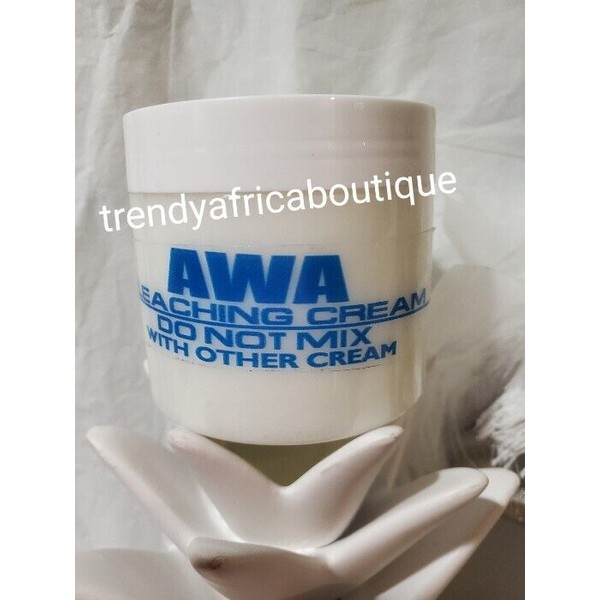 trendyafricaboutique
AWA
LEACHING CREAM
DO NOT MIX
WITH OTHER CREAM